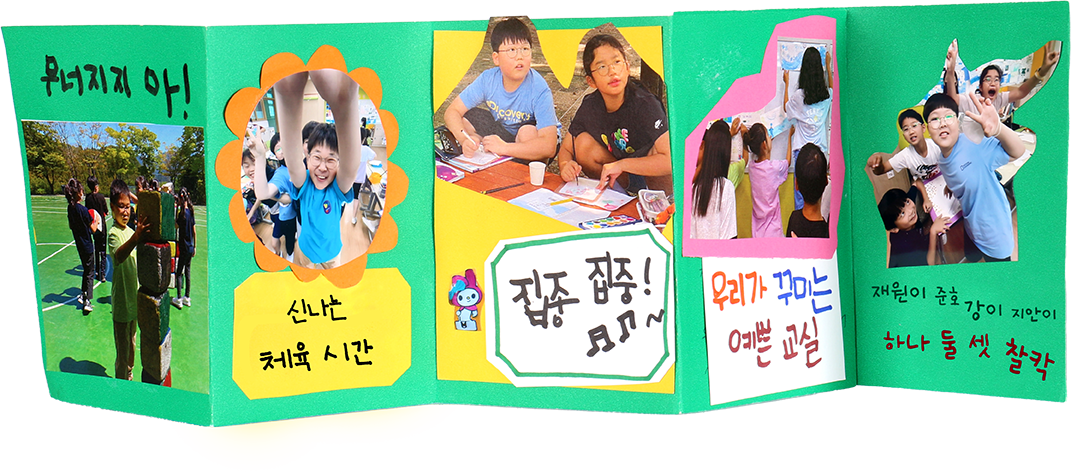 무너지지 마!
신나는
체육 시간
Discovery
집중 집중!
우리가 꾸미는
예쁜 교실
재원이 준호 강이 지안이
하나 둘 셋 찰칵